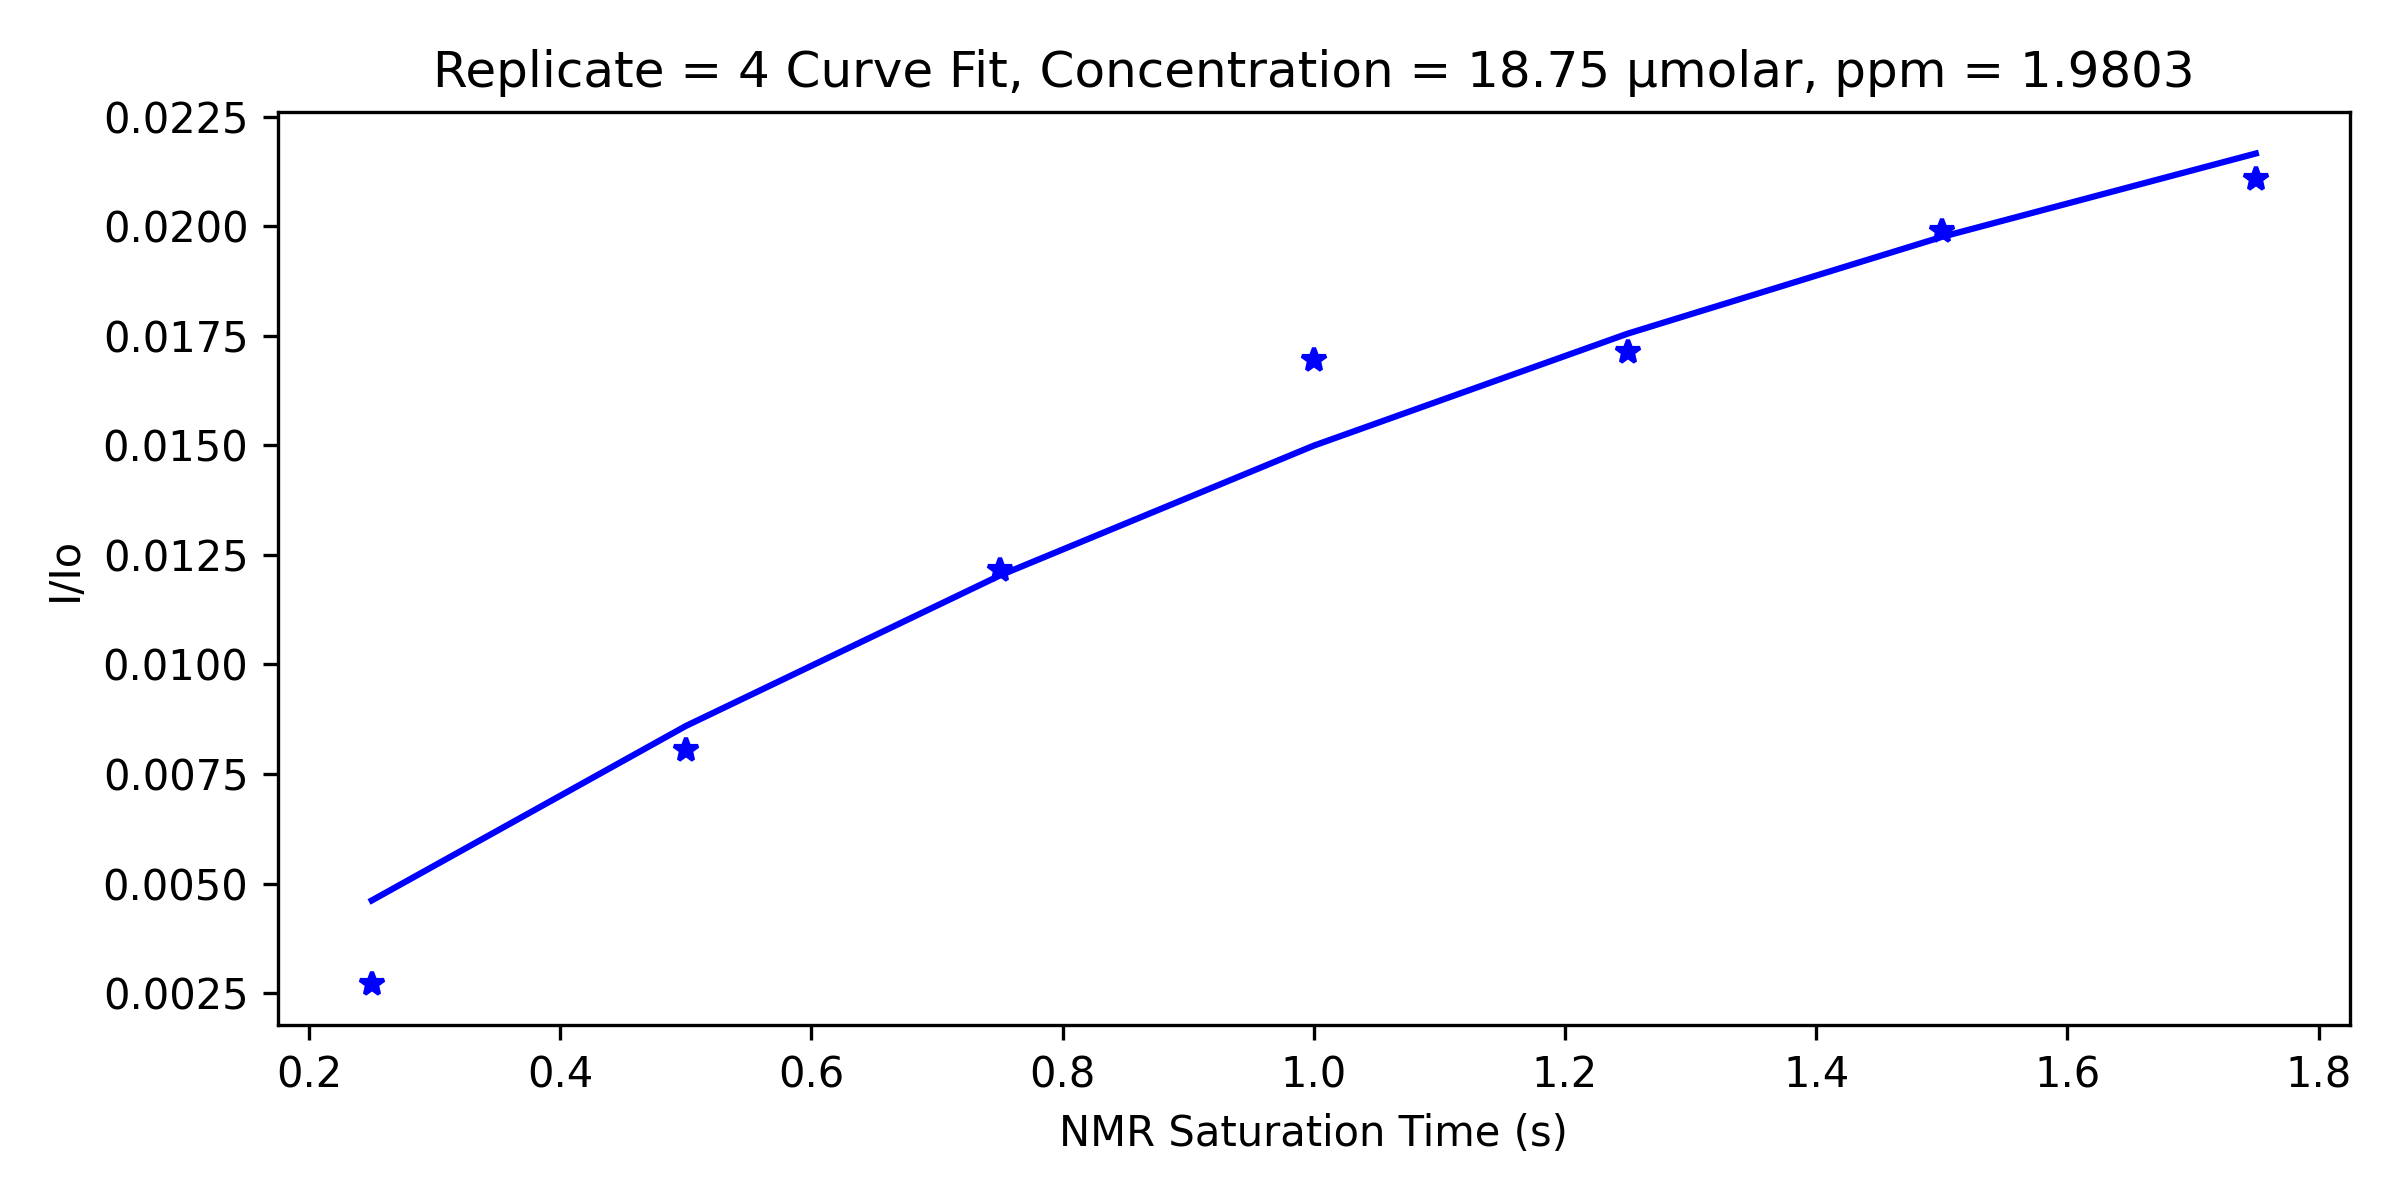 Replicate = 4 Curve Fit, Concentration = 18.75 µmolar, ppm = 1.9803
0.0225
0.0200
0.0175
0.0150
0.0125
0.0100
0.0075
0.0050
0.0025
I/Io
0.2 0.4 0.6 0.8 1.0 1.2 1.4 1.6 1.8
NMR Saturation Time (s)